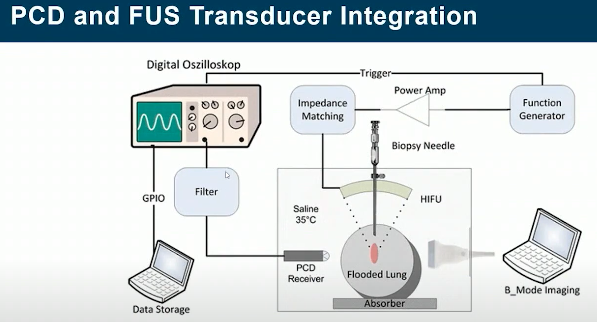 PCD and FUS Transducer Integration
Digital Oszilloskop
Trigger
Power Amp
Impedance
Matching
Function
Generator
Biopsy Needle
Filter
GPIO
HIFU
Saline
35°C
PCD
Receiver
Flooded Lung
Absorber
Data Storage
B_Mode Imaging